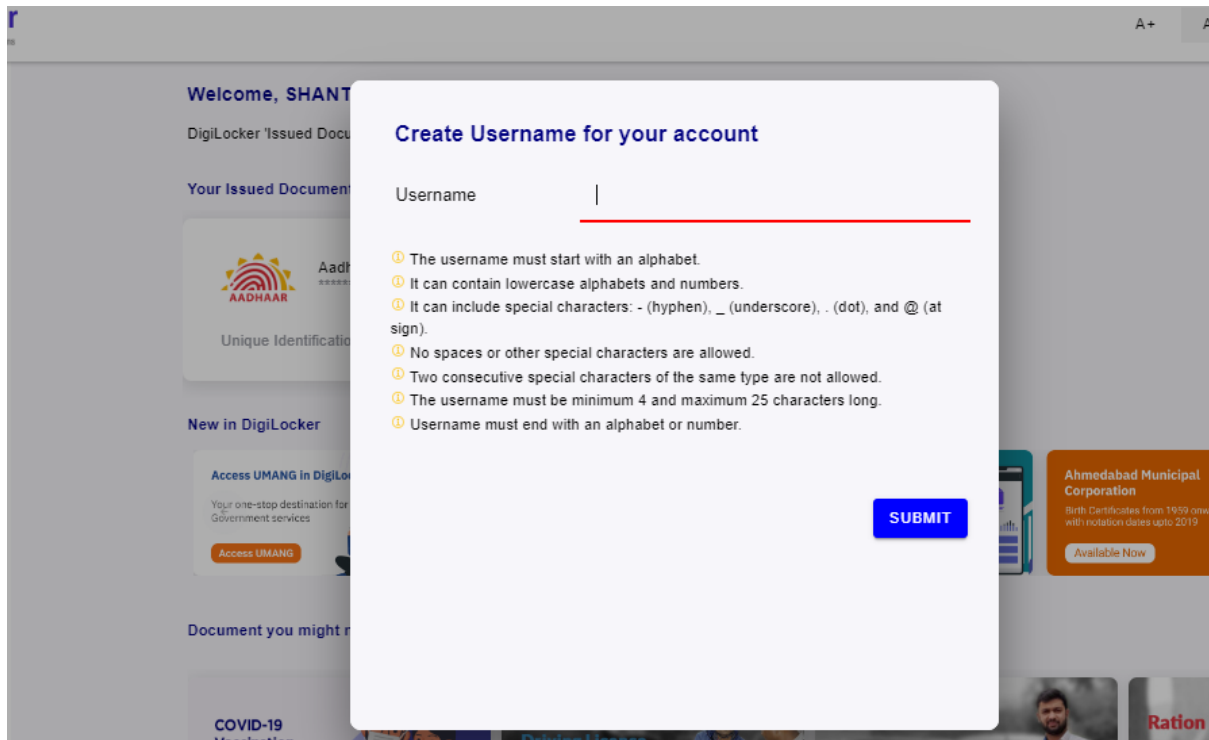 r
A+
A
Welcome, SHANT
DigiLocker 'Issued Docu
Your Issued Document
Aadh
********
AADHAAR
Unique Identificatio
Create Username for your account
Username
The username must start with an alphabet.
It can contain lowercase alphabets and numbers.
It can include special characters: - (hyphen), _ (underscore), . (dot), and @ (at
sign).
No spaces or other special characters are allowed.
Two consecutive special characters of the same type are not allowed.
The username must be minimum 4 and maximum 25 characters long.
Username must end with an alphabet or number.
SUBMIT
New in DigiLocker
Access UMANG in DigiLo
Your one-stop destination for
Government services
Access UMANG
Ahmedabad Municipal
Corporation
Birth Certificates from 1959 onw
with notation dates upto 2019
Available Now
Document you might n
COVID-19
Vaccination
Driving License
Ration